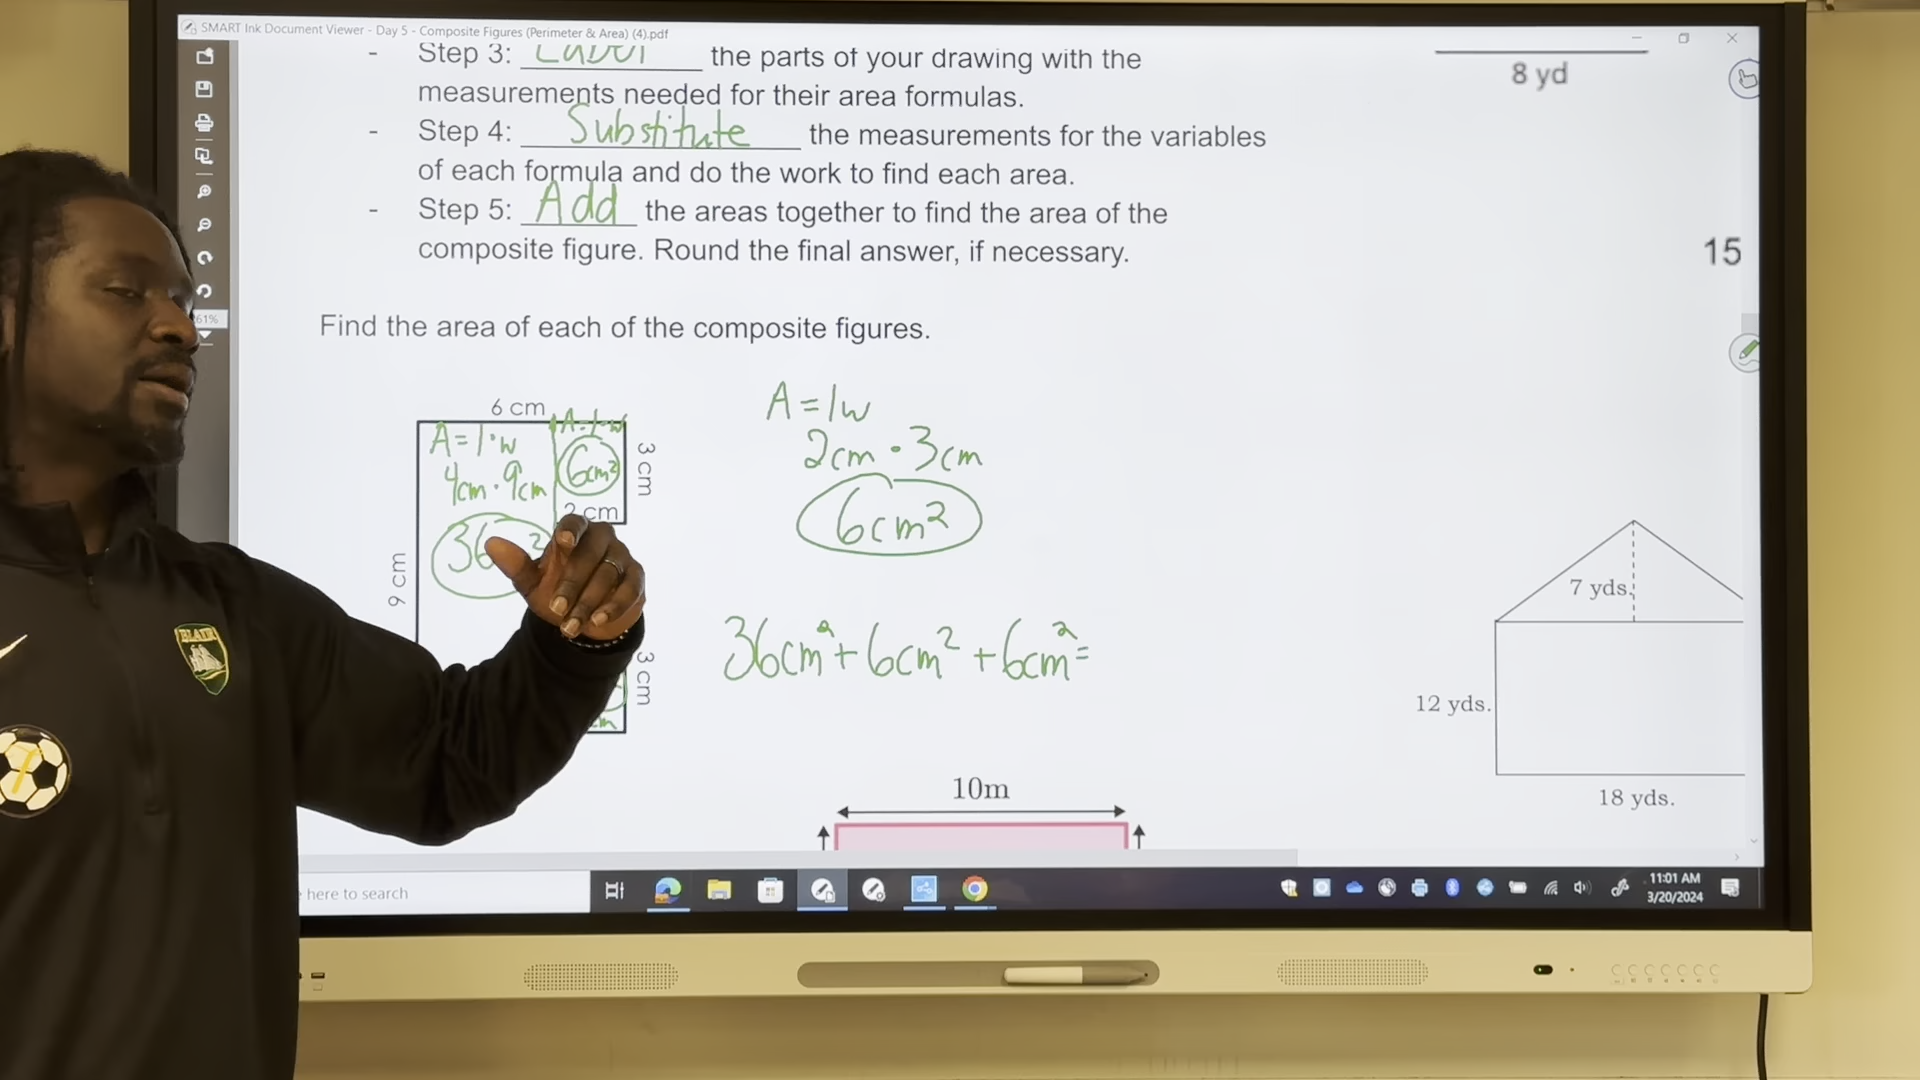 SMART Ink Document Viewer - Day 5 - Composite Figures (Perimeter & Area) (4).pdf
- Step 3: Label the parts of your drawing with the
measurements needed for their area formulas.
- Step 4: Substitute the measurements for the variables
of each formula and do the work to find each area.
- Step 5: Add the areas together to find the area of the
composite figure. Round the final answer, if necessary.
8 yd
15
61%
Find the area of each of the composite figures.
6 cm
A=l·w
4cm·9cm
36 2
A=l·w
6cm²
3 cm
2 cm
9 cm
3 cm
A=lw
2cm·3cm
6cm²
36cm²+6cm²+6cm²=
7 yds.
12 yds.
18 yds.
10m
BLAIR
here to search
11:01 AM
3/20/2024